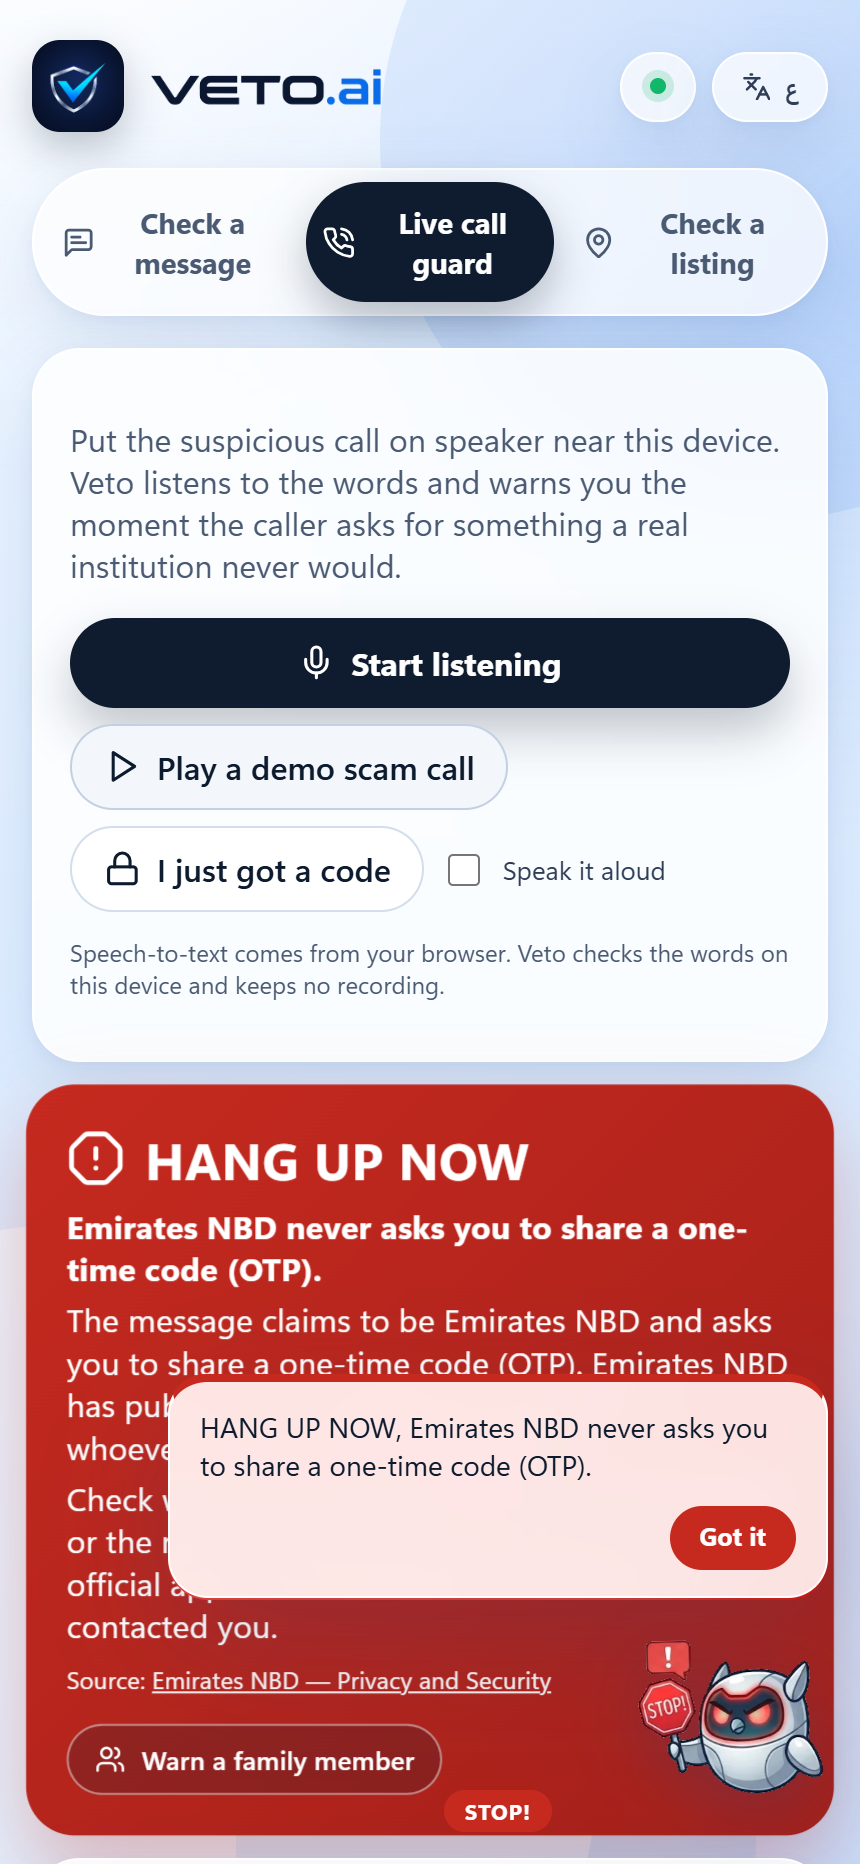 VETO.ai
ع
Check a
message
Live call
guard
Check a
listing
Put the suspicious call on speaker near this device.
Veto listens to the words and warns you the
moment the caller asks for something a real
institution never would.
Start listening
Play a demo scam call
I just got a code
Speak it aloud
Speech-to-text comes from your browser. Veto checks the words on
this device and keeps no recording.
HANG UP NOW
Emirates NBD never asks you to share a one-
time code (OTP).
The message claims to be Emirates NBD and asks
you to share a one-time code (OTP). Emirates NBD
has
HANG UP NOW, Emirates NBD never asks you
to share a one-time code (OTP).
Got it
Check
or the
official
contacted you.
Source: Emirates NBD — Privacy and Security
!
STOP!
Warn a family member
STOP!